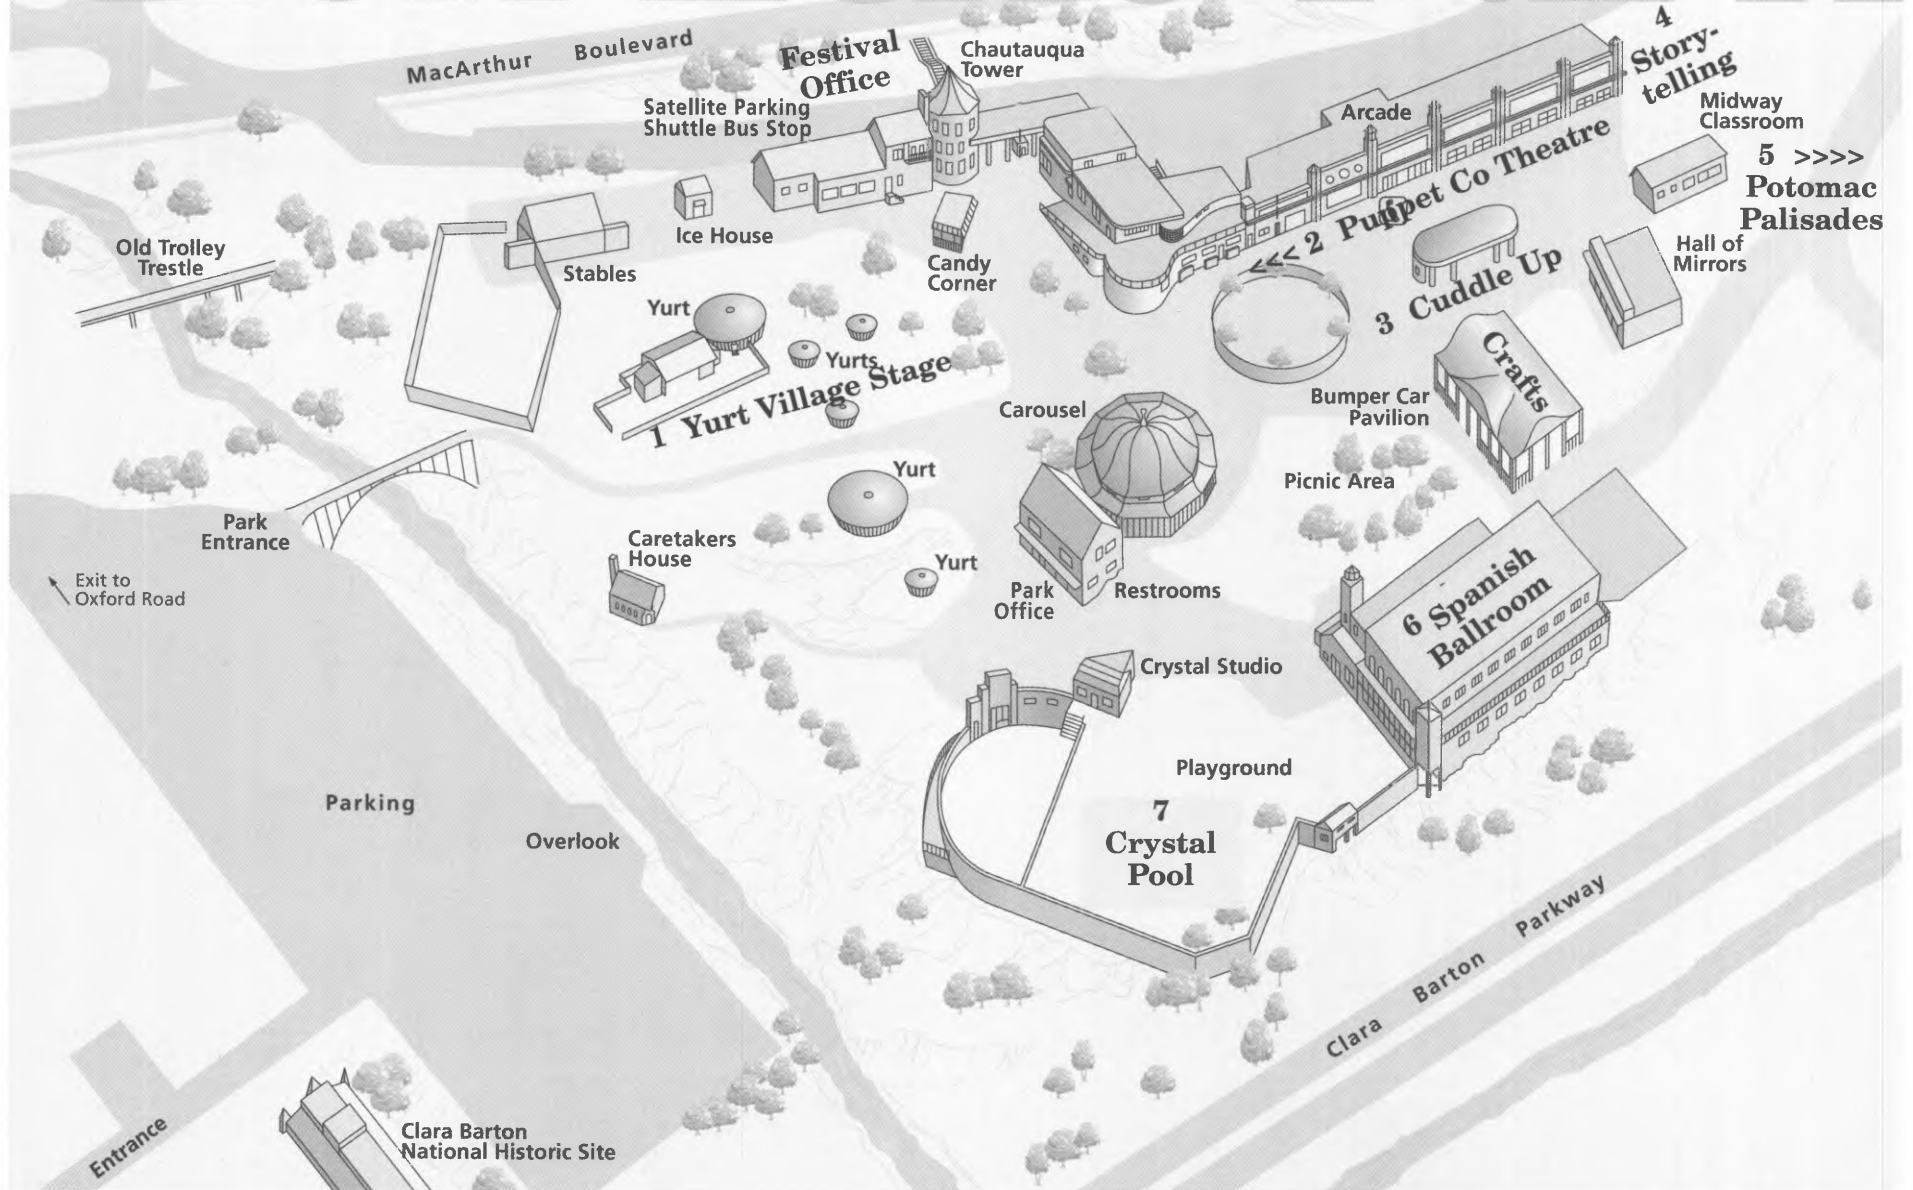 MacArthur Boulevard
Festival
Office
Chautauqua
Tower
Satellite Parking
Shuttle Bus Stop
4
Story-
telling
Arcade
Midway
Classroom
5 >>>>
Potomac
Palisades
<<< 2 Puppet Co Theatre
Ice House
Old Trolley
Trestle
Stables
Candy
Corner
Hall of
Mirrors
3 Cuddle Up
Yurt
Yurts
1 Yurt Village Stage
Crafts
Carousel
Bumper Car
Pavilion
Yurt
Picnic Area
Park
Entrance
Caretakers
House
Yurt
Exit to
Oxford Road
Park
Office
Restrooms
6 Spanish
Ballroom
Crystal Studio
Playground
Parking
Overlook
7
Crystal
Pool
Clara Barton Parkway
Entrance
Clara Barton
National Historic Site